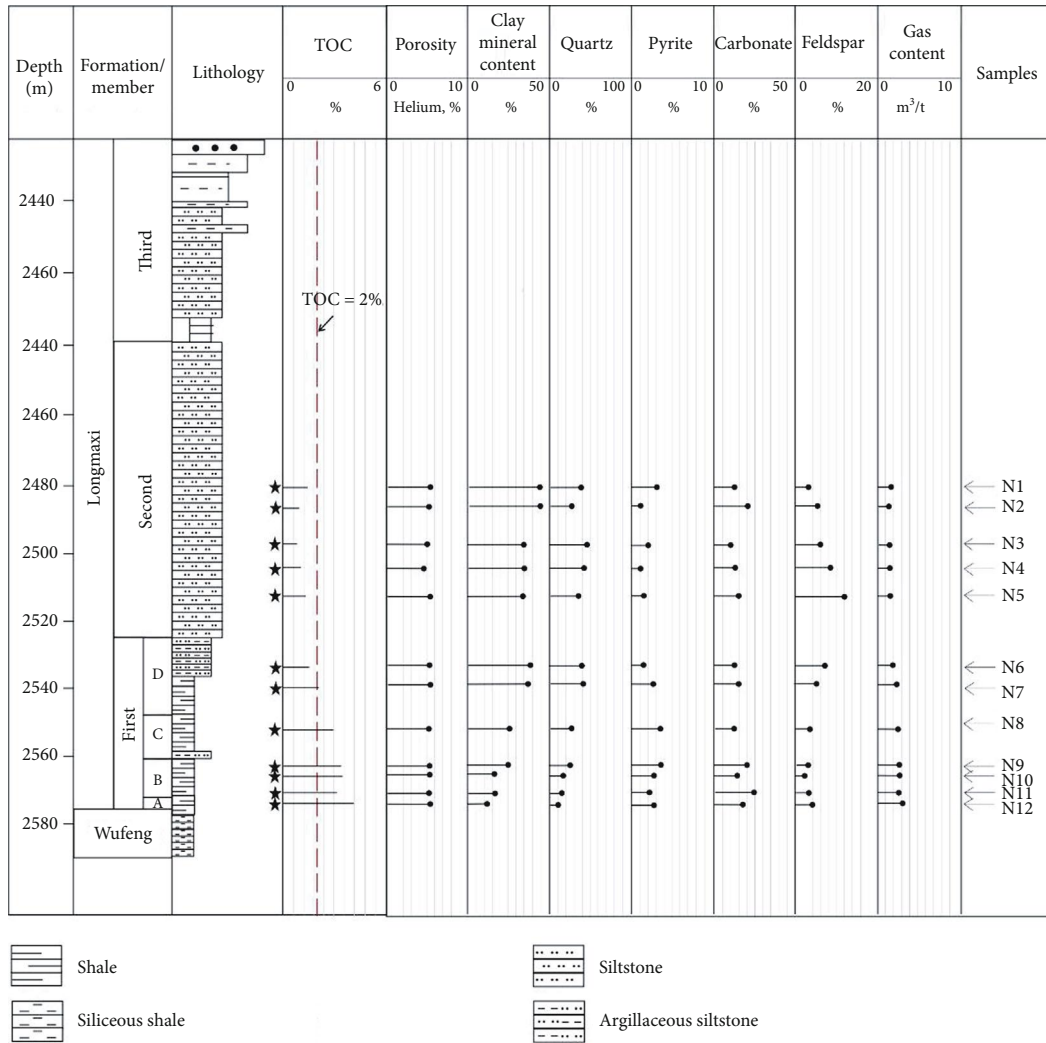 Depth
(m)
Formation/
member
Lithology
TOC
0 6
%
Porosity
0 10
Helium, %
Clay
mineral
content
0 50
%
Quartz
0 100
%
Pyrite
0 10
%
Carbonate
0 50
%
Feldspar
0 20
%
Gas
content
0 10
m³/t
Samples
2440
2460
2440
2460
2480
2500
2520
2540
2560
2580
Longmaxi
Third
Second
First
D
C
B
A
Wufeng
TOC = 2%
N1
N2
N3
N4
N5
N6
N7
N8
N9
N10
N11
N12
Shale
Siliceous shale
Siltstone
Argillaceous siltstone